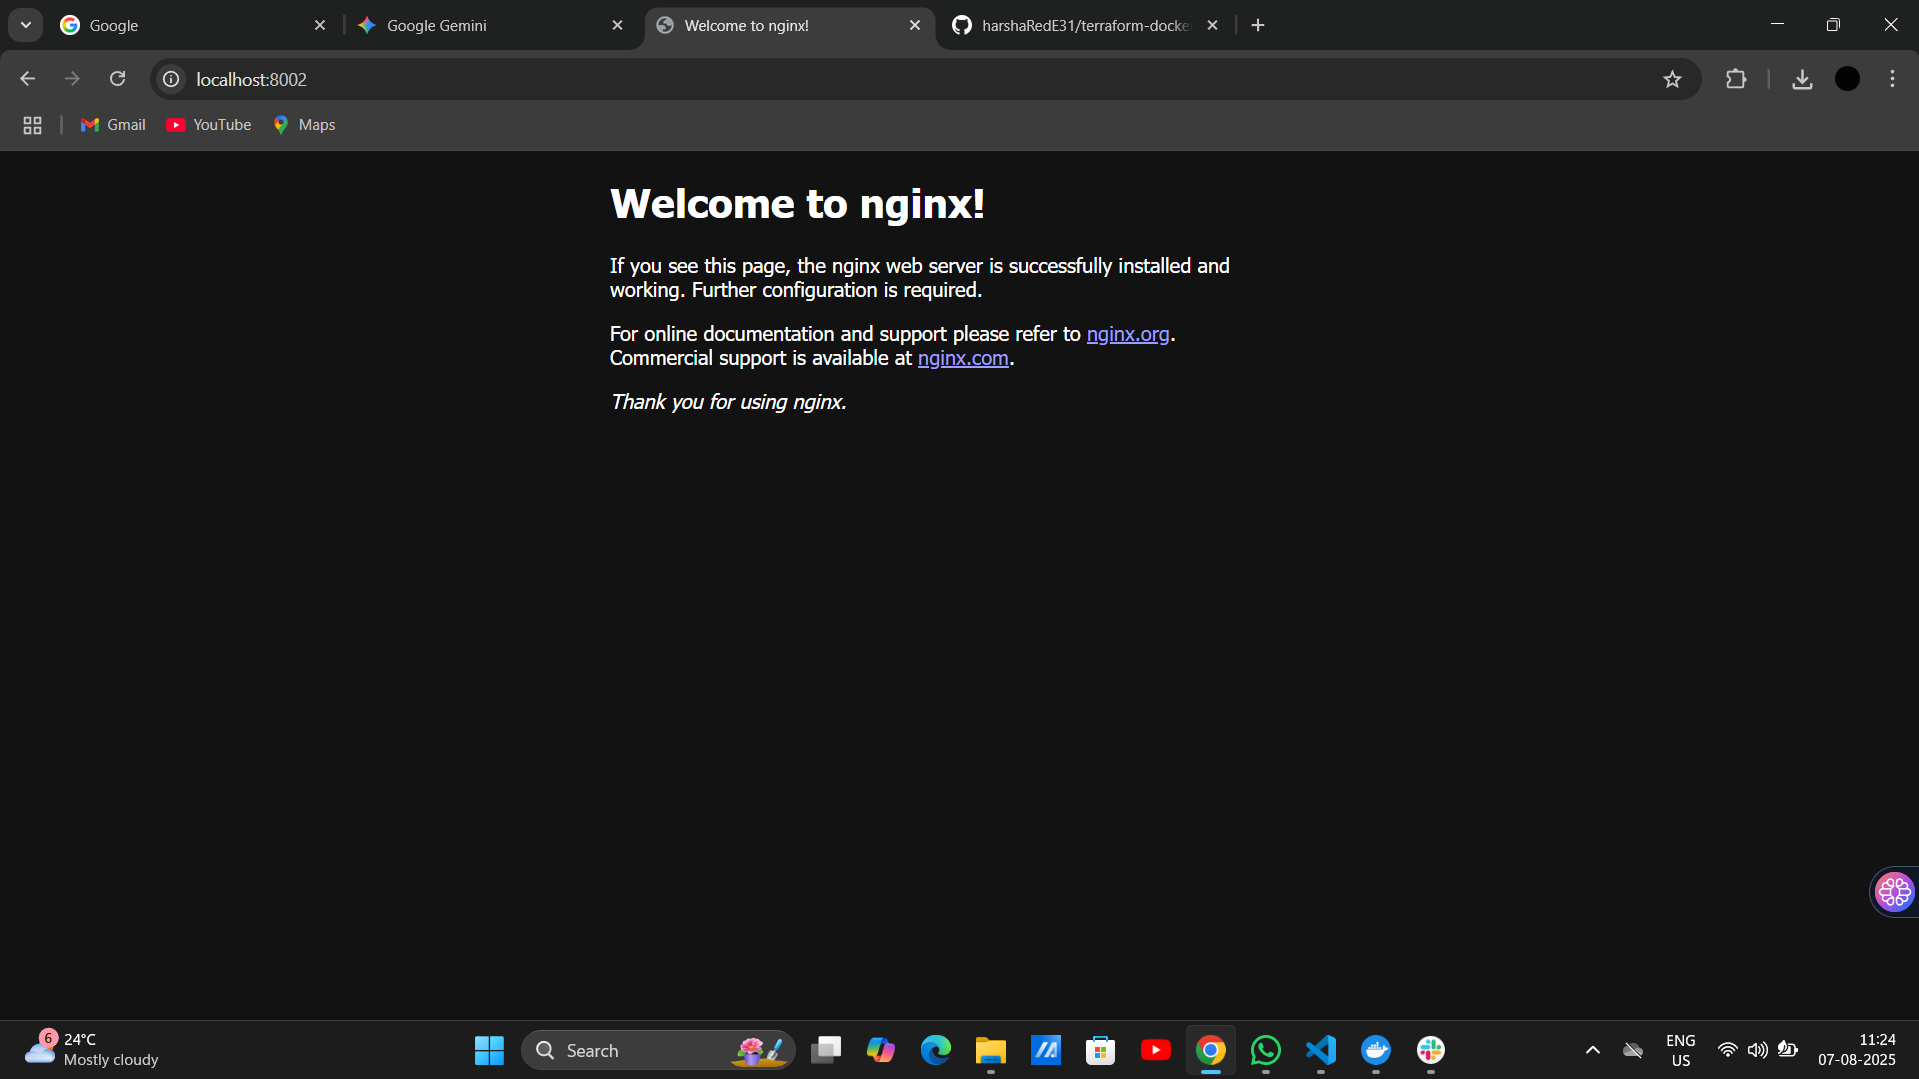 Google
Google Gemini
Welcome to nginx!
harshaRedE31/terraform-docke
localhost:8002
Gmail
YouTube
Maps
Welcome to nginx!
If you see this page, the nginx web server is successfully installed and
working. Further configuration is required.
For online documentation and support please refer to nginx.org.
Commercial support is available at nginx.com.
Thank you for using nginx.
6
24°C
Mostly cloudy
Search
ENG
US
11:24
07-08-2025